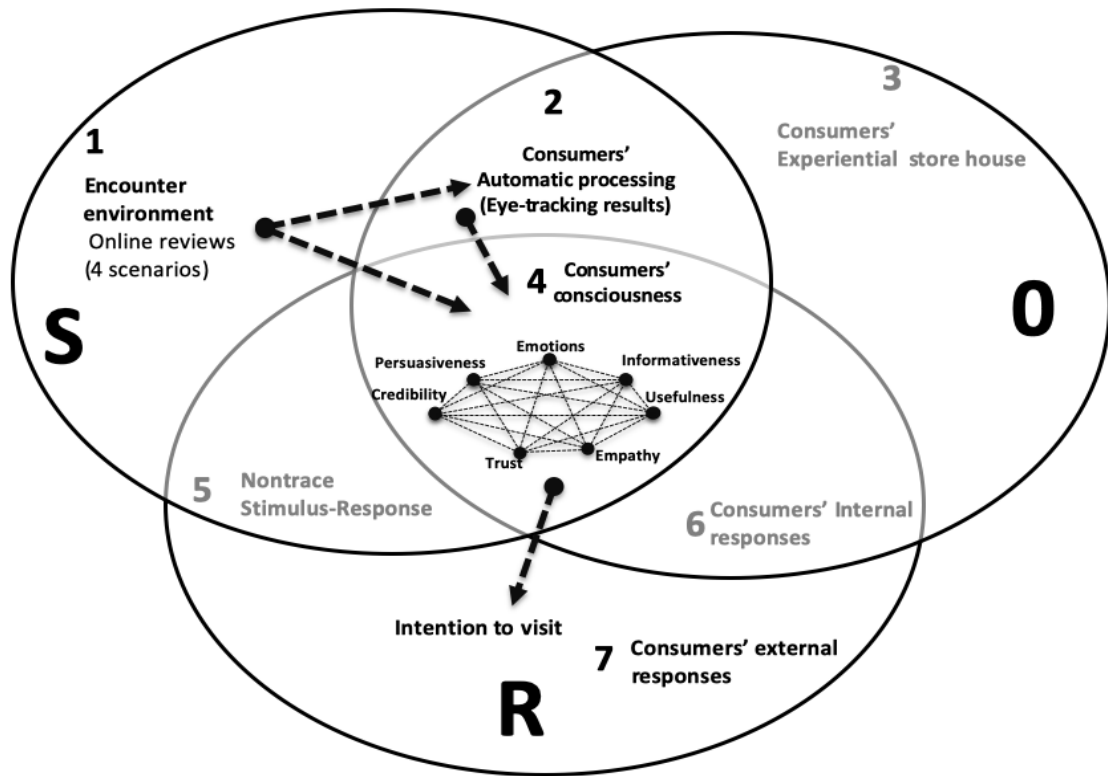 1
Encounter
environment
Online reviews
(4 scenarios)
S
2
Consumers’
Automatic processing
(Eye-tracking results)
3
Consumers’
Experiential store house
O
4 Consumers’
consciousness
Emotions
Persuasiveness
Informativeness
Credibility
Usefulness
Trust
Empathy
5 Nontrace
Stimulus-Response
6 Consumers’ Internal
responses
Intention to visit
7 Consumers’ external
responses
R